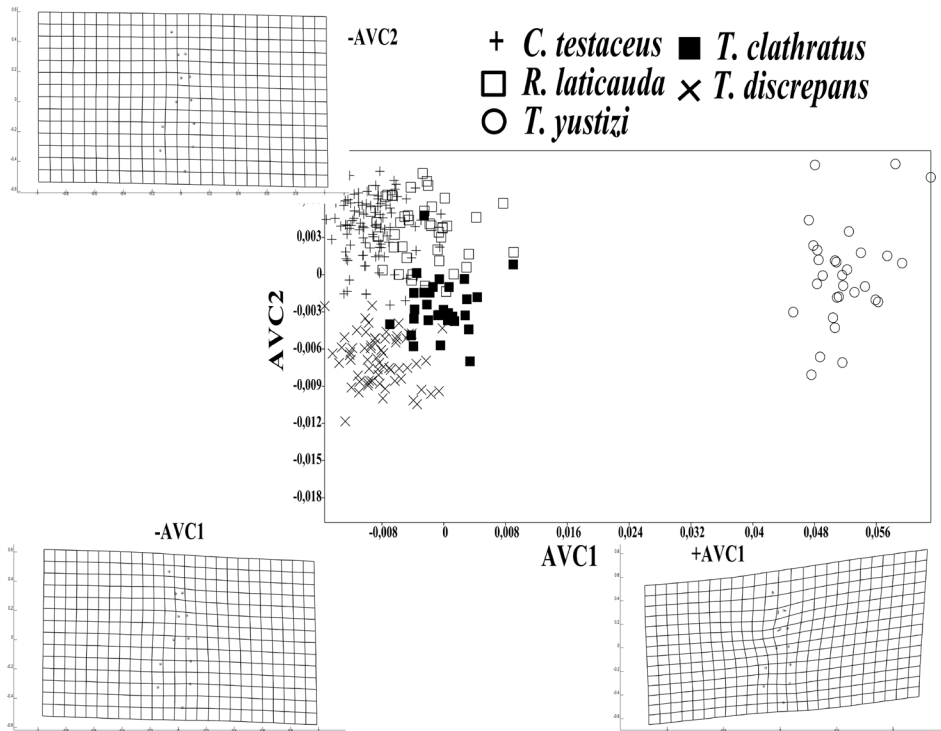 -AVC2
+ C. testaceus ■ T. clathratus
□ R. laticauda × T. discrepans
○ T. yustizi
0,003
0
-0,003
-0,006
-0,009
-0,012
-0,015
-0,018
AVC2
-0,008 0 0,008 0,016 0,024 0,032 0,04 0,048 0,056
AVC1
-AVC1
+AVC1